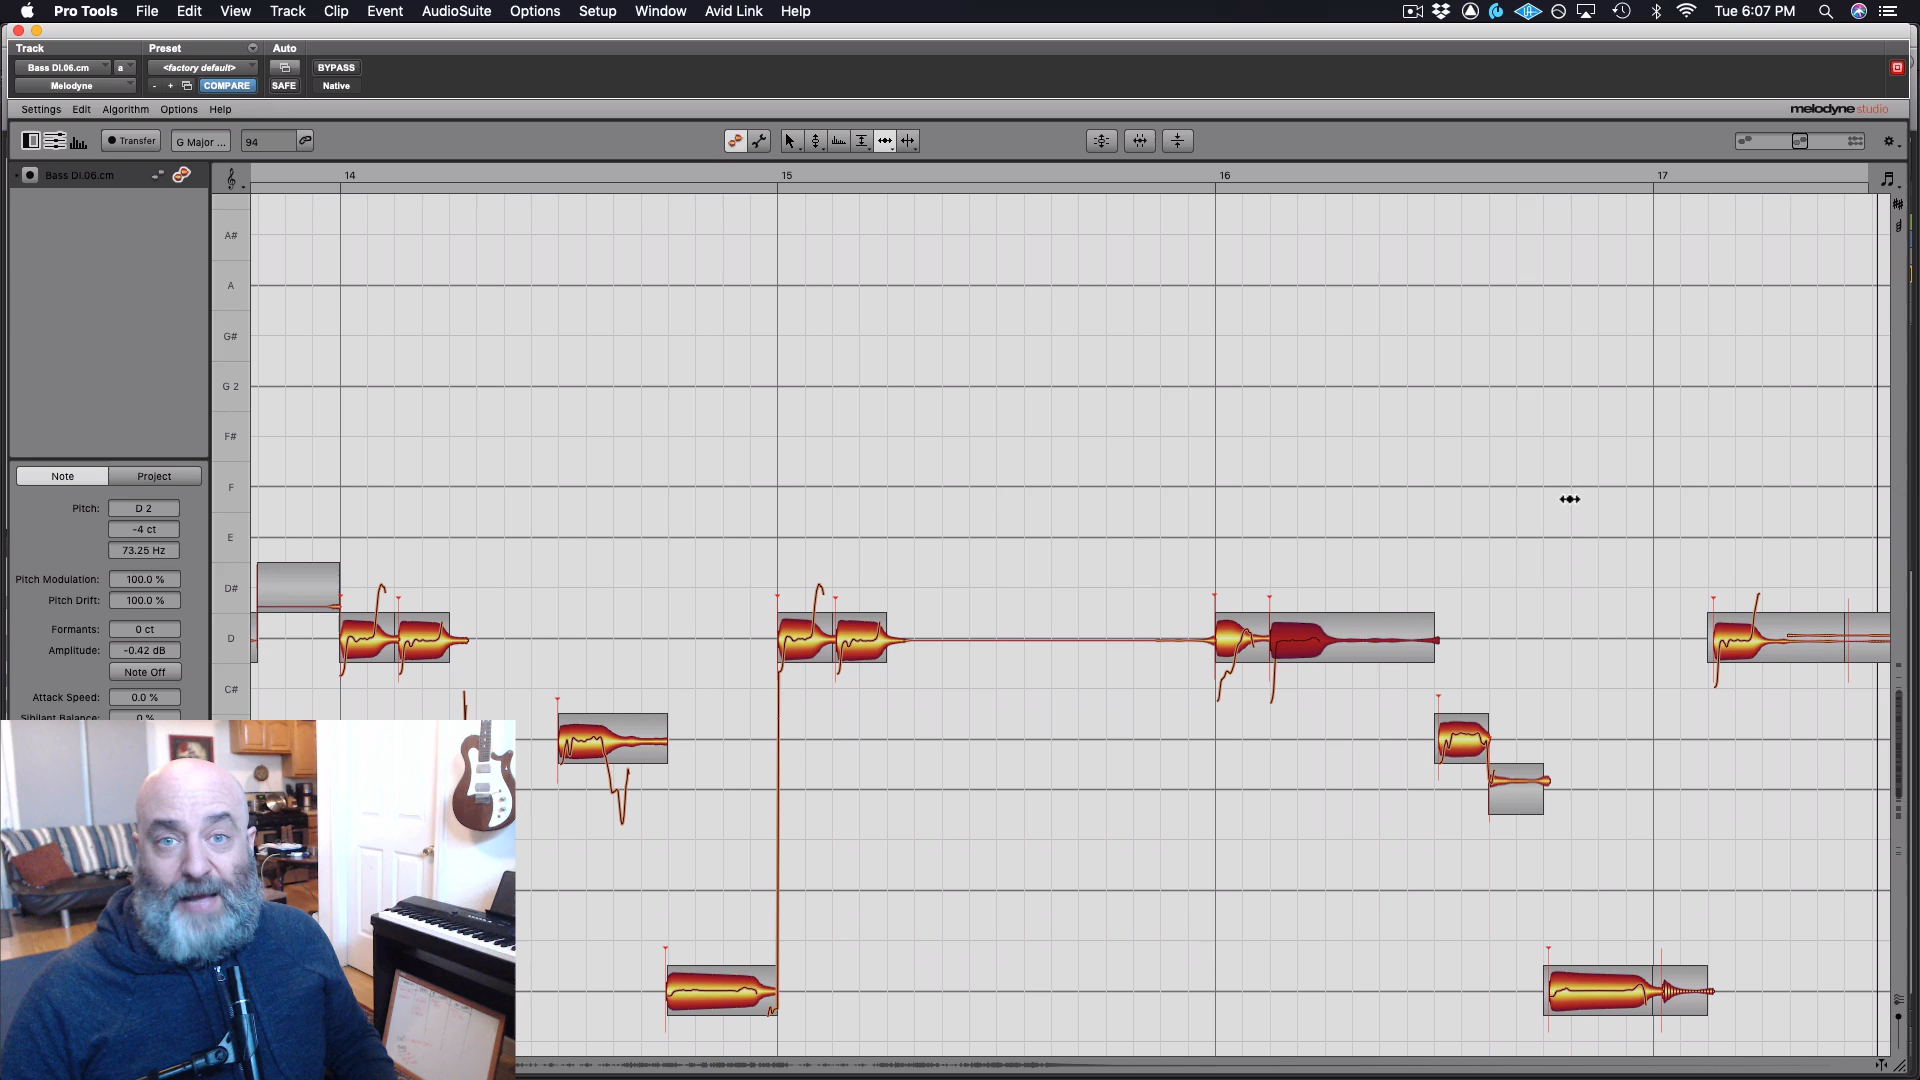 Pro Tools File Edit View Track Clip Event AudioSuite Options Setup Window Avid Link Help Tue 6:07 PM
Track Preset Auto
Bass DI.06.cm a <factory default> BYPASS
Melodyne - + COMPARE SAFE Native
Settings Edit Algorithm Options Help melodyne studio
Transfer G Major ... 94
Bass DI.06.cm 14 15 16 17
A#
A
G#
G 2
F#
F
E
D#
D
C#
Note Project
Pitch: D 2
-4 ct
73.25 Hz
Pitch Modulation: 100.0 %
Pitch Drift: 100.0 %
Formants: 0 ct
Amplitude: -0.42 dB
Note Off
Attack Speed: 0.0 %
Sibilant Balance: 0 %